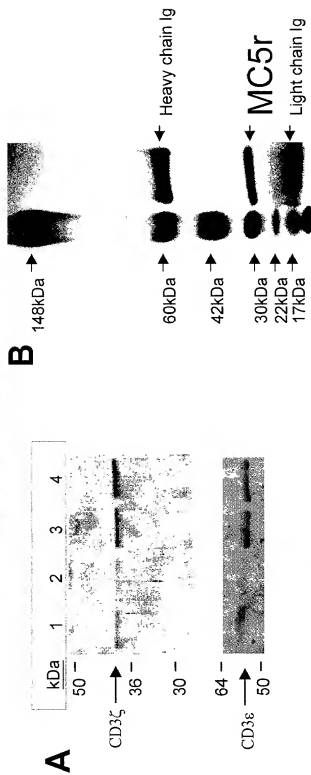 A
kDa 1 2 3 4
50
CD3ζ
36
30
64
CD3ε
50
B
148kDa
60kDa
42kDa
30kDa
22kDa
17kDa
Heavy chain Ig
MC5r
Light chain Ig